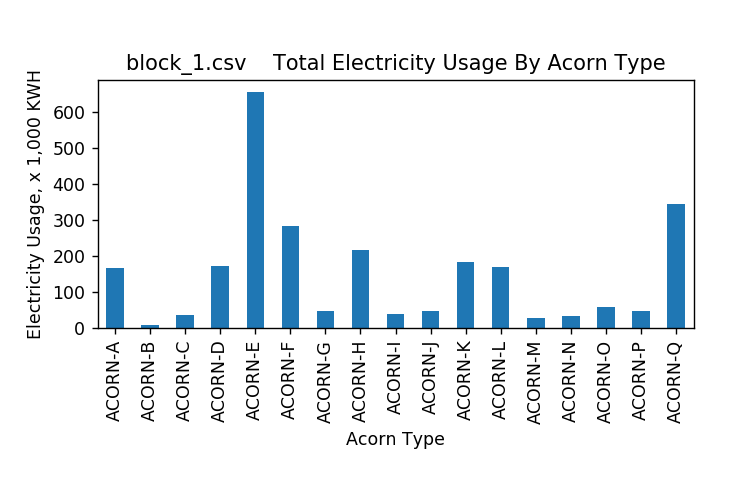 block_1.csv    Total Electricity Usage By Acorn Type
Electricity Usage, x 1,000 KWH
600
500
400
300
200
100
0
ACORN-A
ACORN-B
ACORN-C
ACORN-D
ACORN-E
ACORN-F
ACORN-G
ACORN-H
ACORN-I
ACORN-J
ACORN-K
ACORN-L
ACORN-M
ACORN-N
ACORN-O
ACORN-P
ACORN-Q
Acorn Type